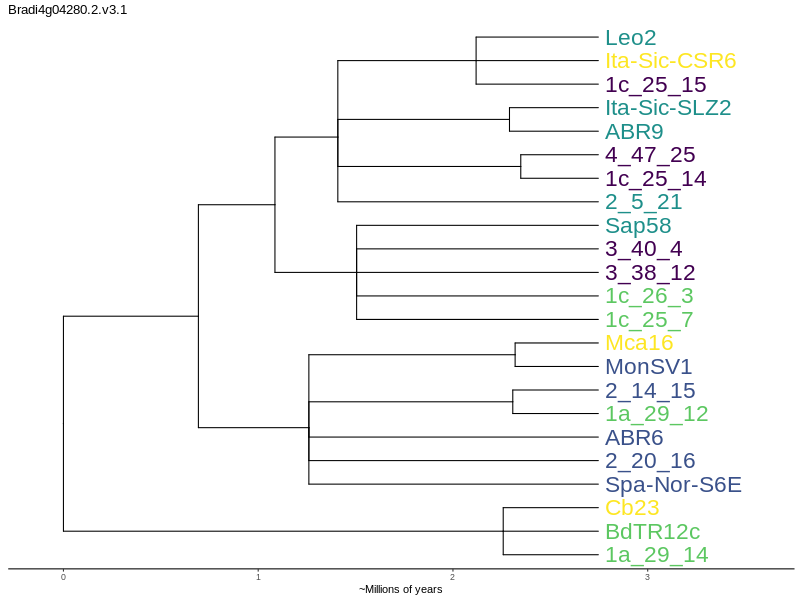 Bradi4g04280.2.v3.1
Leo2
Ita-Sic-CSR6
1c_25_15
Ita-Sic-SLZ2
ABR9
4_47_25
1c_25_14
2_5_21
Sap58
3_40_4
3_38_12
1c_26_3
1c_25_7
Mca16
MonSV1
2_14_15
1a_29_12
ABR6
2_20_16
Spa-Nor-S6E
Cb23
BdTR12c
1a_29_14
0 1 2 3
~Millions of years